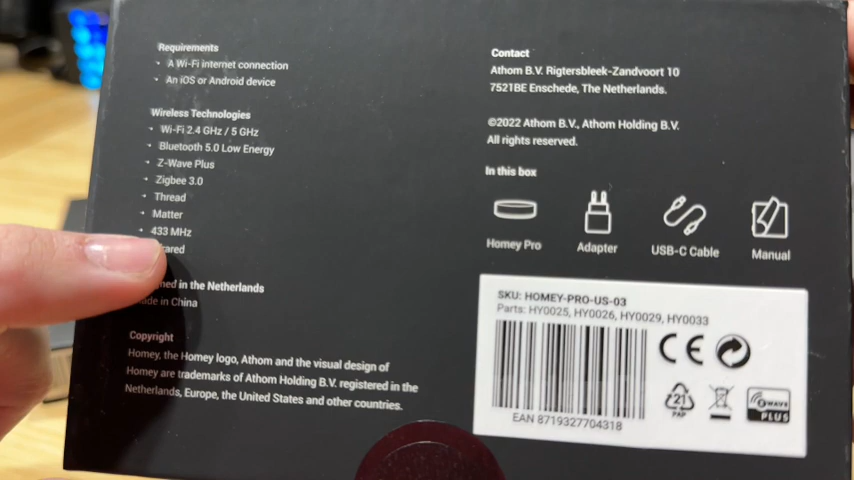 Requirements
A Wi-Fi internet connection
An iOS or Android device
Wireless Technologies
Wi-Fi 2.4 GHz / 5 GHz
Bluetooth 5.0 Low Energy
Z-Wave Plus
Zigbee 3.0
Thread
Matter
433 MHz
in the Netherlands
in China
Copyright
Homey, the Homey logo, Athom and the visual design of
Homey are trademarks of Athom Holding B.V. registered in the
Netherlands, Europe, the United States and other countries.
Contact
Athom B.V. Rigtersbleek-Zandvoort 10
7521BE Enschede, The Netherlands.
©2022 Athom B.V., Athom Holding B.V.
All rights reserved.
In this box
Homey Pro
Adapter
USB-C Cable
Manual
SKU: HOMEY-PRO-US-03
Parts: HY0025, HY0026, HY0029, HY0033
CE
21
PAP
Z WAVE
PLUS
EAN 8719327704318